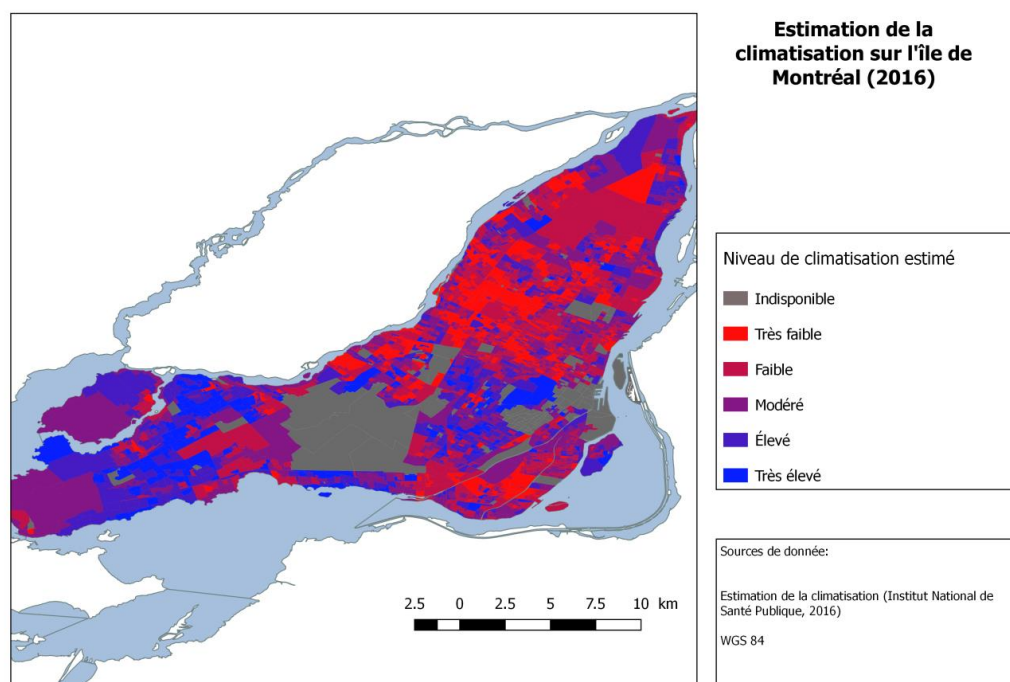 Estimation de la
climatisation sur l'île de
Montréal (2016)
Niveau de climatisation estimé
Indisponible
Très faible
Faible
Modéré
Élevé
Très élevé
2.5 0 2.5 5 7.5 10 km
Sources de donnée:
Estimation de la climatisation (Institut National de
Santé Publique, 2016)
WGS 84